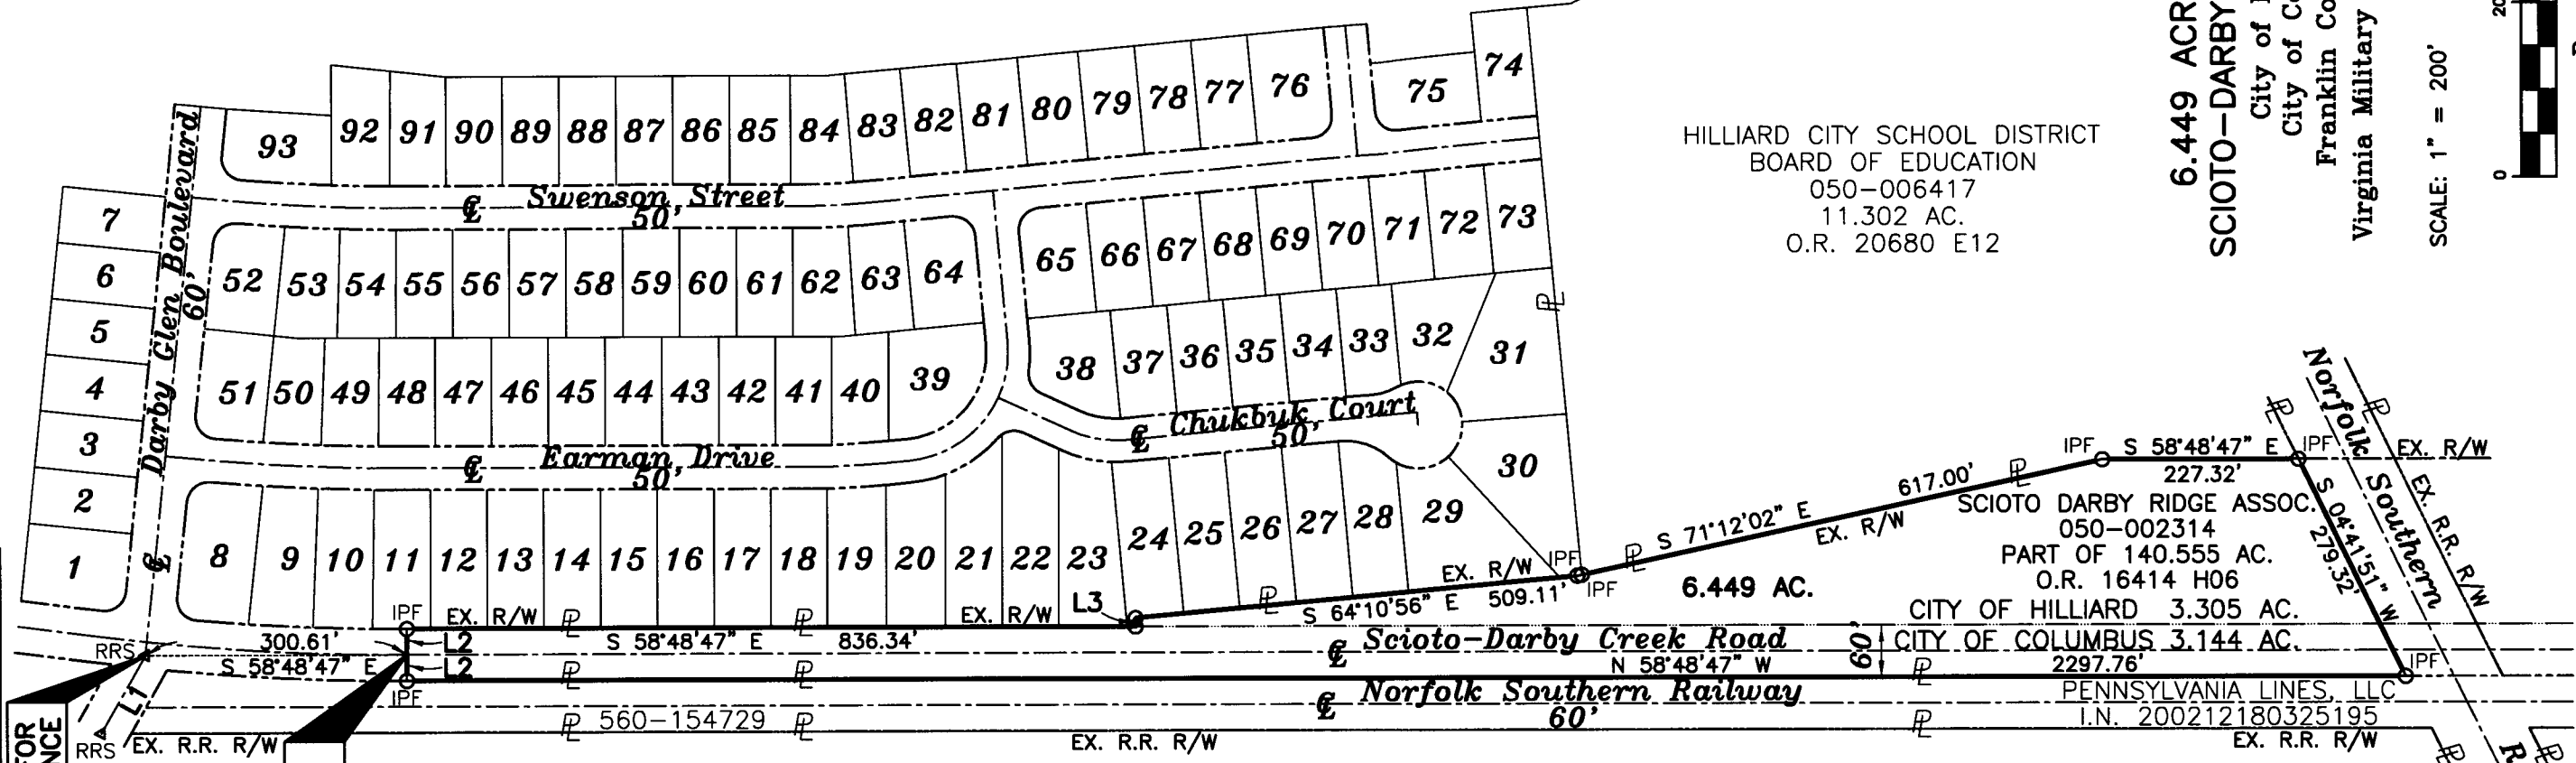 74
75
76
77
78
79
80
81
82
83
84
85
86
87
88
89
90
91
92
93
Swenson Street
50'
Darby Glen Boulevard
60'
7
6
5
4
3
2
1
52
53
54
55
56
57
58
59
60
61
62
63
64
65
66
67
68
69
70
71
72
73
51
50
49
48
47
46
45
44
43
42
41
40
39
38
37
36
35
34
33
32
31
30
Chukbuk Court
50'
Earman Drive
50'
8
9
10
11
12
13
14
15
16
17
18
19
20
21
22
23
24
25
26
27
28
29
HILLIARD CITY SCHOOL DISTRICT
BOARD OF EDUCATION
050-006417
11.302 AC.
O.R. 20680 E12
6.449 ACR
SCIOTO-DARBY
City of
City of Co
Franklin Co
Virginia Military
SCALE: 1" = 200'
0
20
Norfolk Southern
EX. R/W
EX. R.R. R/W
IPF
S 58°48'47" E
IPF
227.32'
S 04°41'51" W
279.32'
617.00'
S 71°12'02" E
EX. R/W
SCIOTO DARBY RIDGE ASSOC.
050-002314
PART OF 140.555 AC.
O.R. 16414 H06
CITY OF HILLIARD 3.305 AC.
CITY OF COLUMBUS 3.144 AC.
6.449 AC.
IPF
IPF
EX. R/W
S 64°10'56" E
509.11'
L3
IPF
EX. R/W
EX. R/W
300.61'
L2
S 58°48'47" E
836.34'
Scioto-Darby Creek Road
60'
RRS
S 58°48'47" E
L2
N 58°48'47" W
2297.76'
IPF
IPF
L1
Norfolk Southern Railway
60'
PENNSYLVANIA LINES, LLC
I.N. 200212180325195
560-154729
RRS
EX. R.R. R/W
EX. R.R. R/W
EX. R.R. R/W
FOR
NCE
R